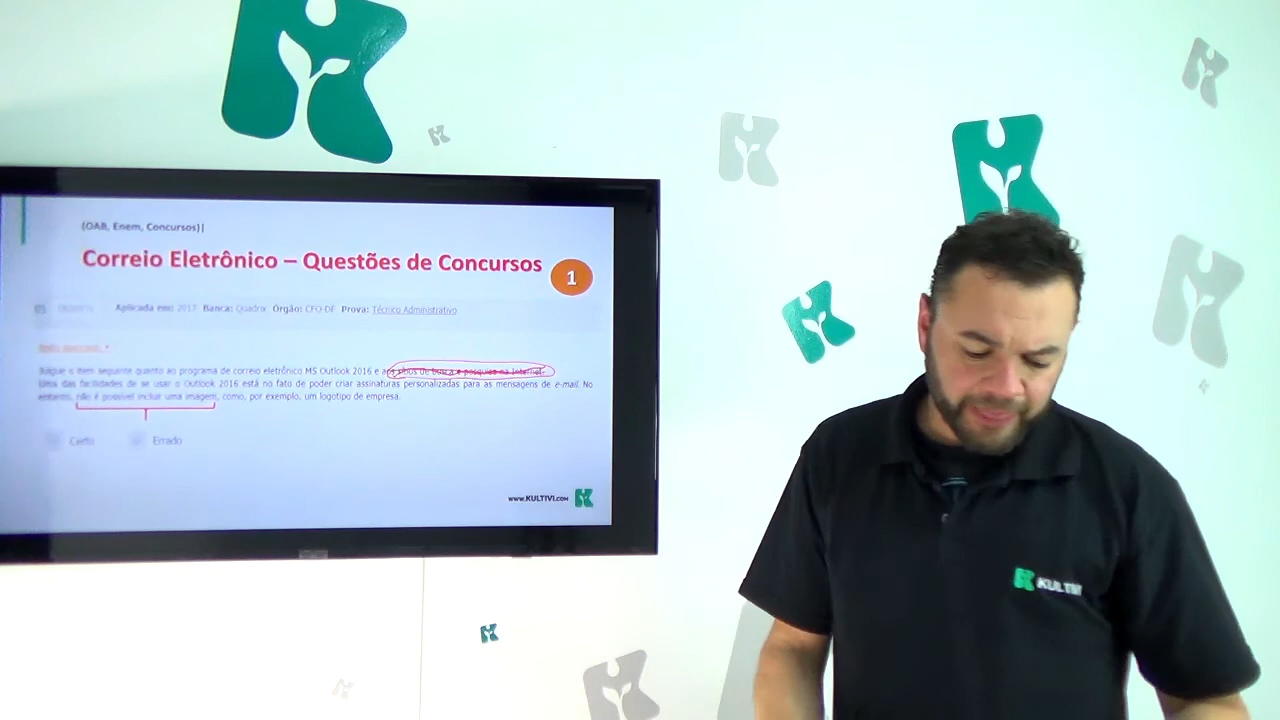 (OAB, Enem, Concursos)|
Correio Eletrônico – Questões de Concursos
1
Aplicada em: 2017 Banca: Quadrix Órgão: CFO-DF Prova: Técnico Administrativo
Julgue o item seguinte quanto ao programa de correio eletrônico MS Outlook 2016 e aos sítios de busca e pesquisa na Internet.
Uma das facilidades de se usar o Outlook 2016 está no fato de poder criar assinaturas personalizadas para as mensagens de e-mail. No
entanto, não é possível incluir uma imagem, como, por exemplo, um logotipo de empresa.
Certo
Errado
www.KULTIVI.com
KULTIVI